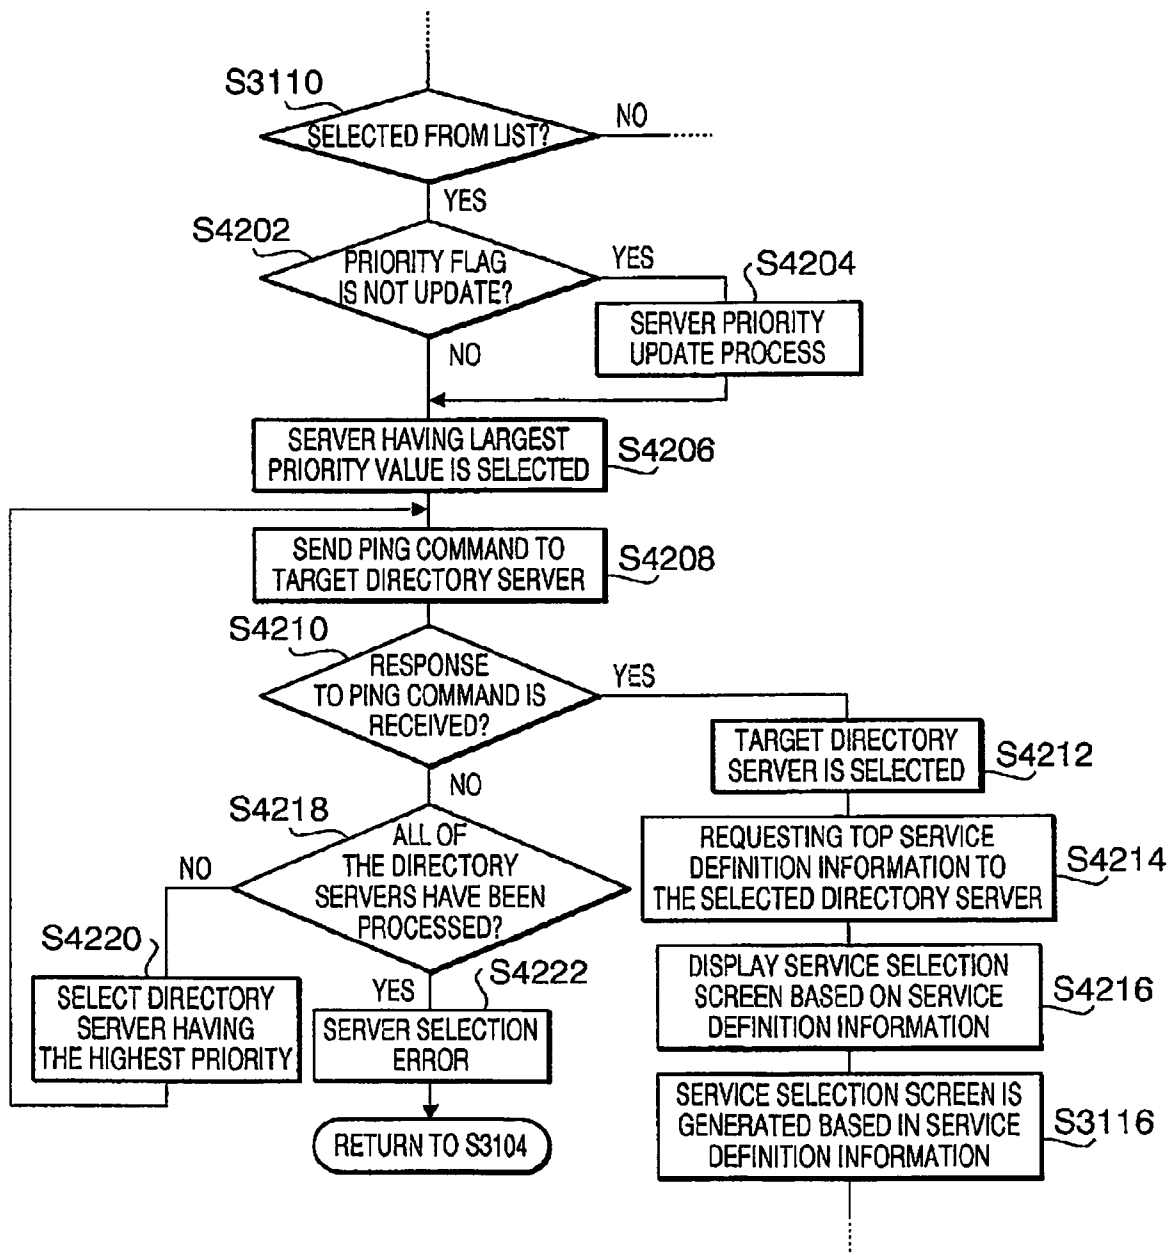 S3110
SELECTED FROM LIST?
NO
YES
S4202
PRIORITY FLAG
IS NOT UPDATE?
YES
S4204
SERVER PRIORITY
UPDATE PROCESS
NO
SERVER HAVING LARGEST
PRIORITY VALUE IS SELECTED
S4206
SEND PING COMMAND TO
TARGET DIRECTORY SERVER
S4208
S4210
RESPONSE
TO PING COMMAND IS
RECEIVED?
YES
TARGET DIRECTORY
SERVER IS SELECTED
S4212
NO
S4218
ALL OF
THE DIRECTORY
SERVERS HAVE BEEN
PROCESSED?
NO
REQUESTING TOP SERVICE
DEFINITION INFORMATION TO
THE SELECTED DIRECTORY SERVER
S4214
S4220
SELECT DIRECTORY
SERVER HAVING
THE HIGHEST PRIORITY
YES
S4222
SERVER SELECTION
ERROR
DISPLAY SERVICE SELECTION
SCREEN BASED ON SERVICE
DEFINITION INFORMATION
S4216
RETURN TO S3104
SERVICE SELECTION SCREEN IS
GENERATED BASED IN SERVICE
DEFINITION INFORMATION
S3116